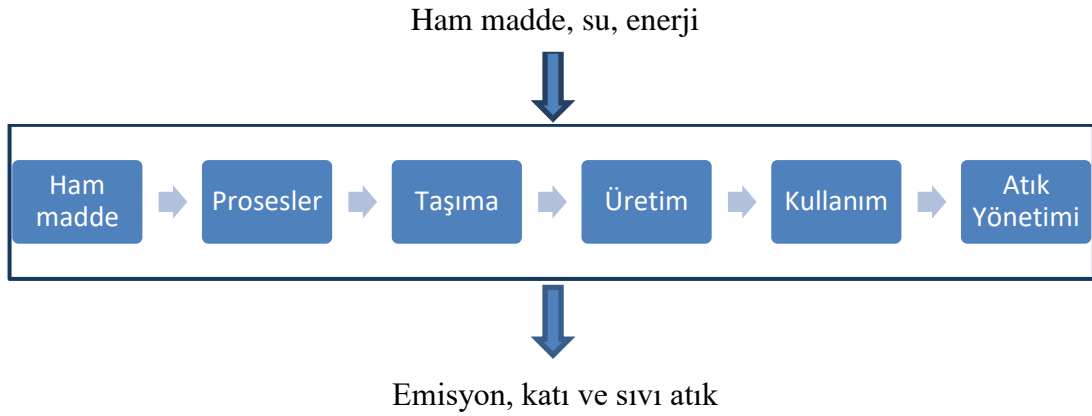 Ham madde, su, enerji
Ham
madde
Prosesler
Taşıma
Üretim
Kullanım
Atık
Yönetimi
Emisyon, katı ve sıvı atık